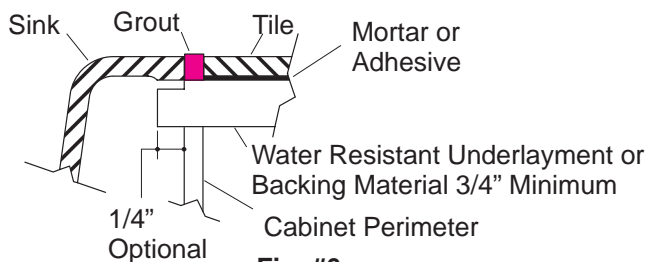 Sink
Grout
Tile
Mortar or
Adhesive
Water Resistant Underlayment or
Backing Material 3/4” Minimum
1/4”
Optional
Cabinet Perimeter